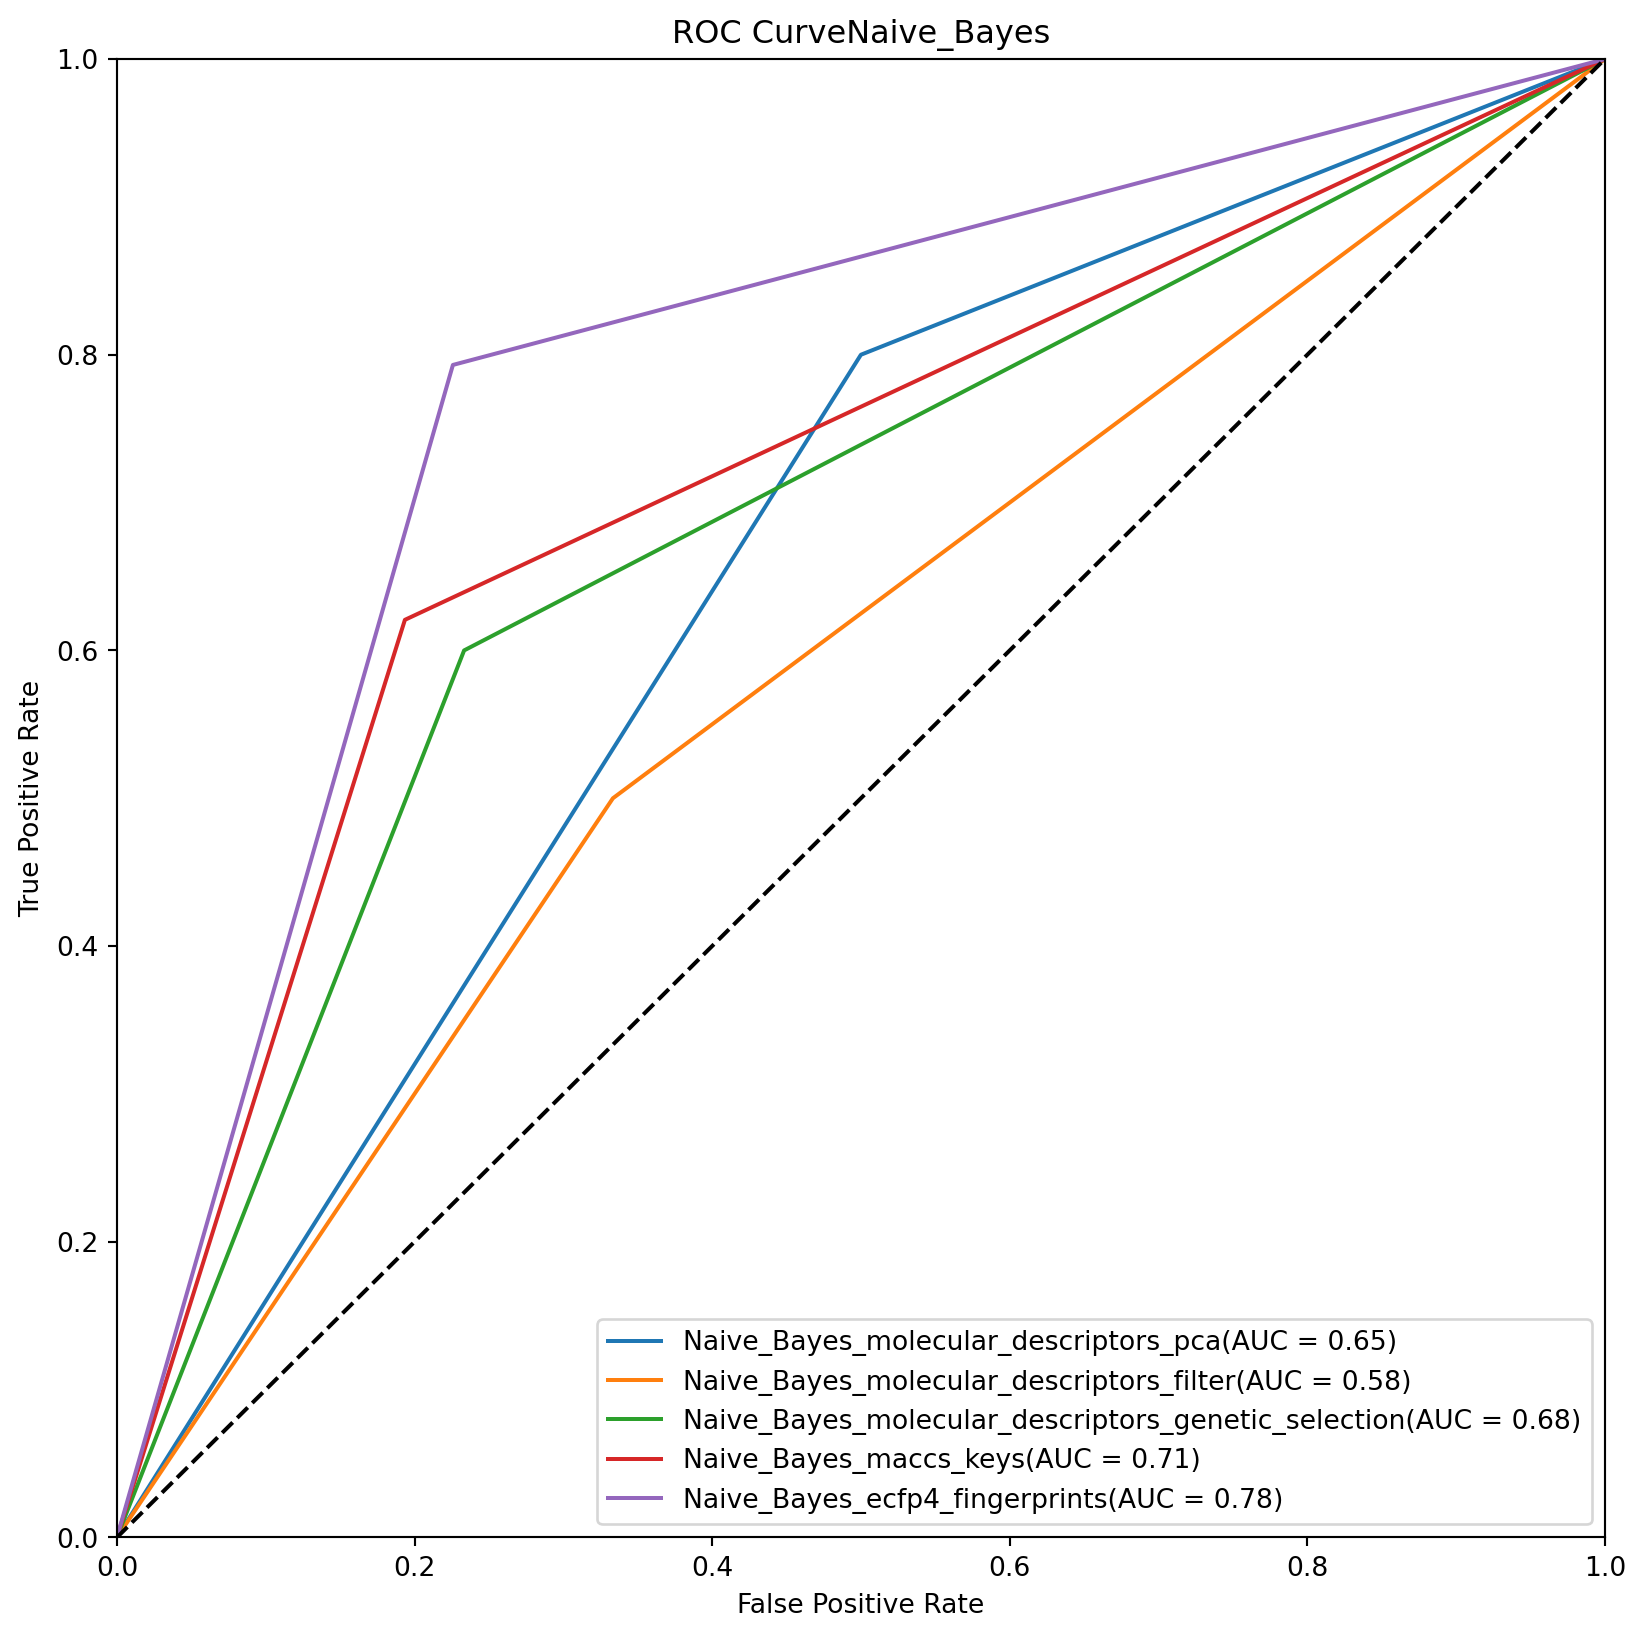 ROC CurveNaive_Bayes
1.0
0.8
0.6
0.4
0.2
0.0
True Positive Rate
Naive_Bayes_molecular_descriptors_pca(AUC = 0.65)
Naive_Bayes_molecular_descriptors_filter(AUC = 0.58)
Naive_Bayes_molecular_descriptors_genetic_selection(AUC = 0.68)
Naive_Bayes_maccs_keys(AUC = 0.71)
Naive_Bayes_ecfp4_fingerprints(AUC = 0.78)
0.0 0.2 0.4 0.6 0.8 1.0
False Positive Rate